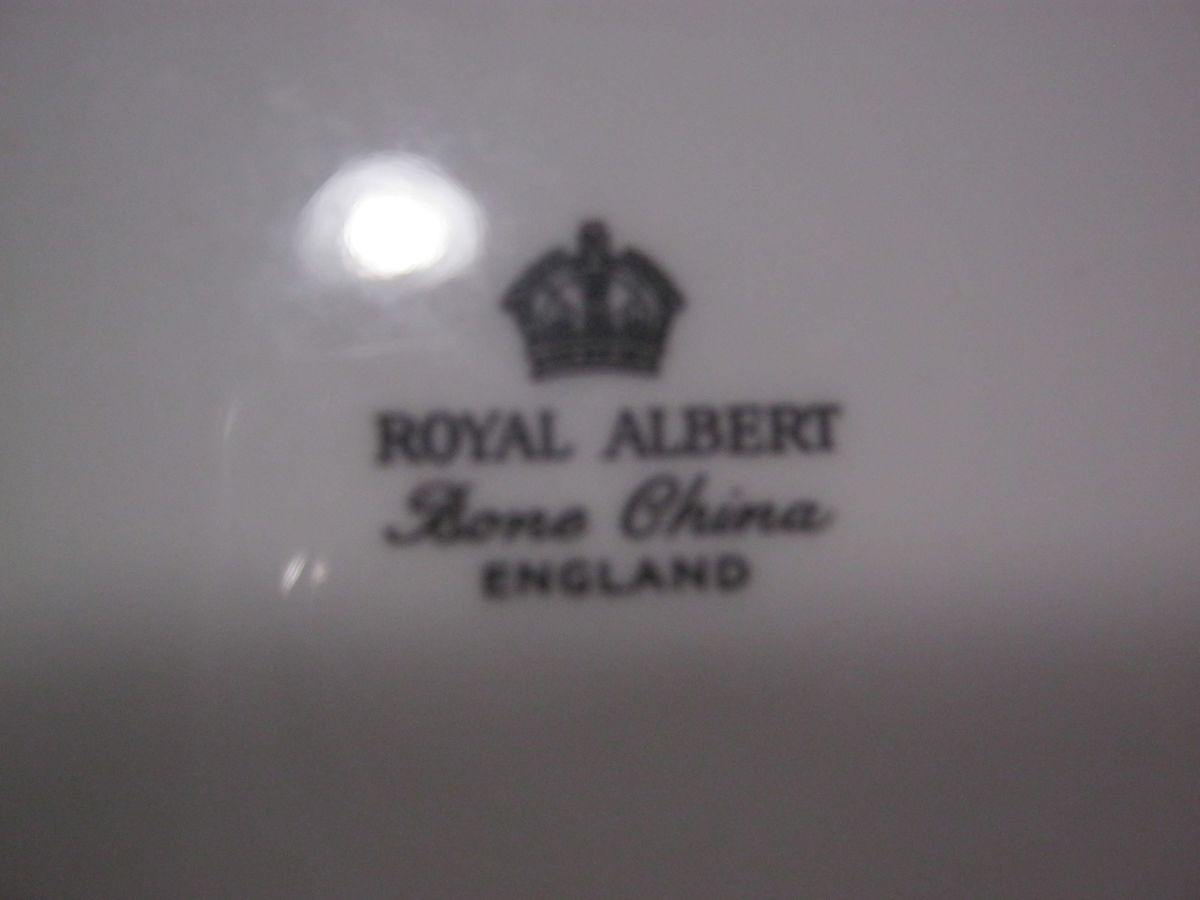 ROYAL ALBERT
Bone China
ENGLAND